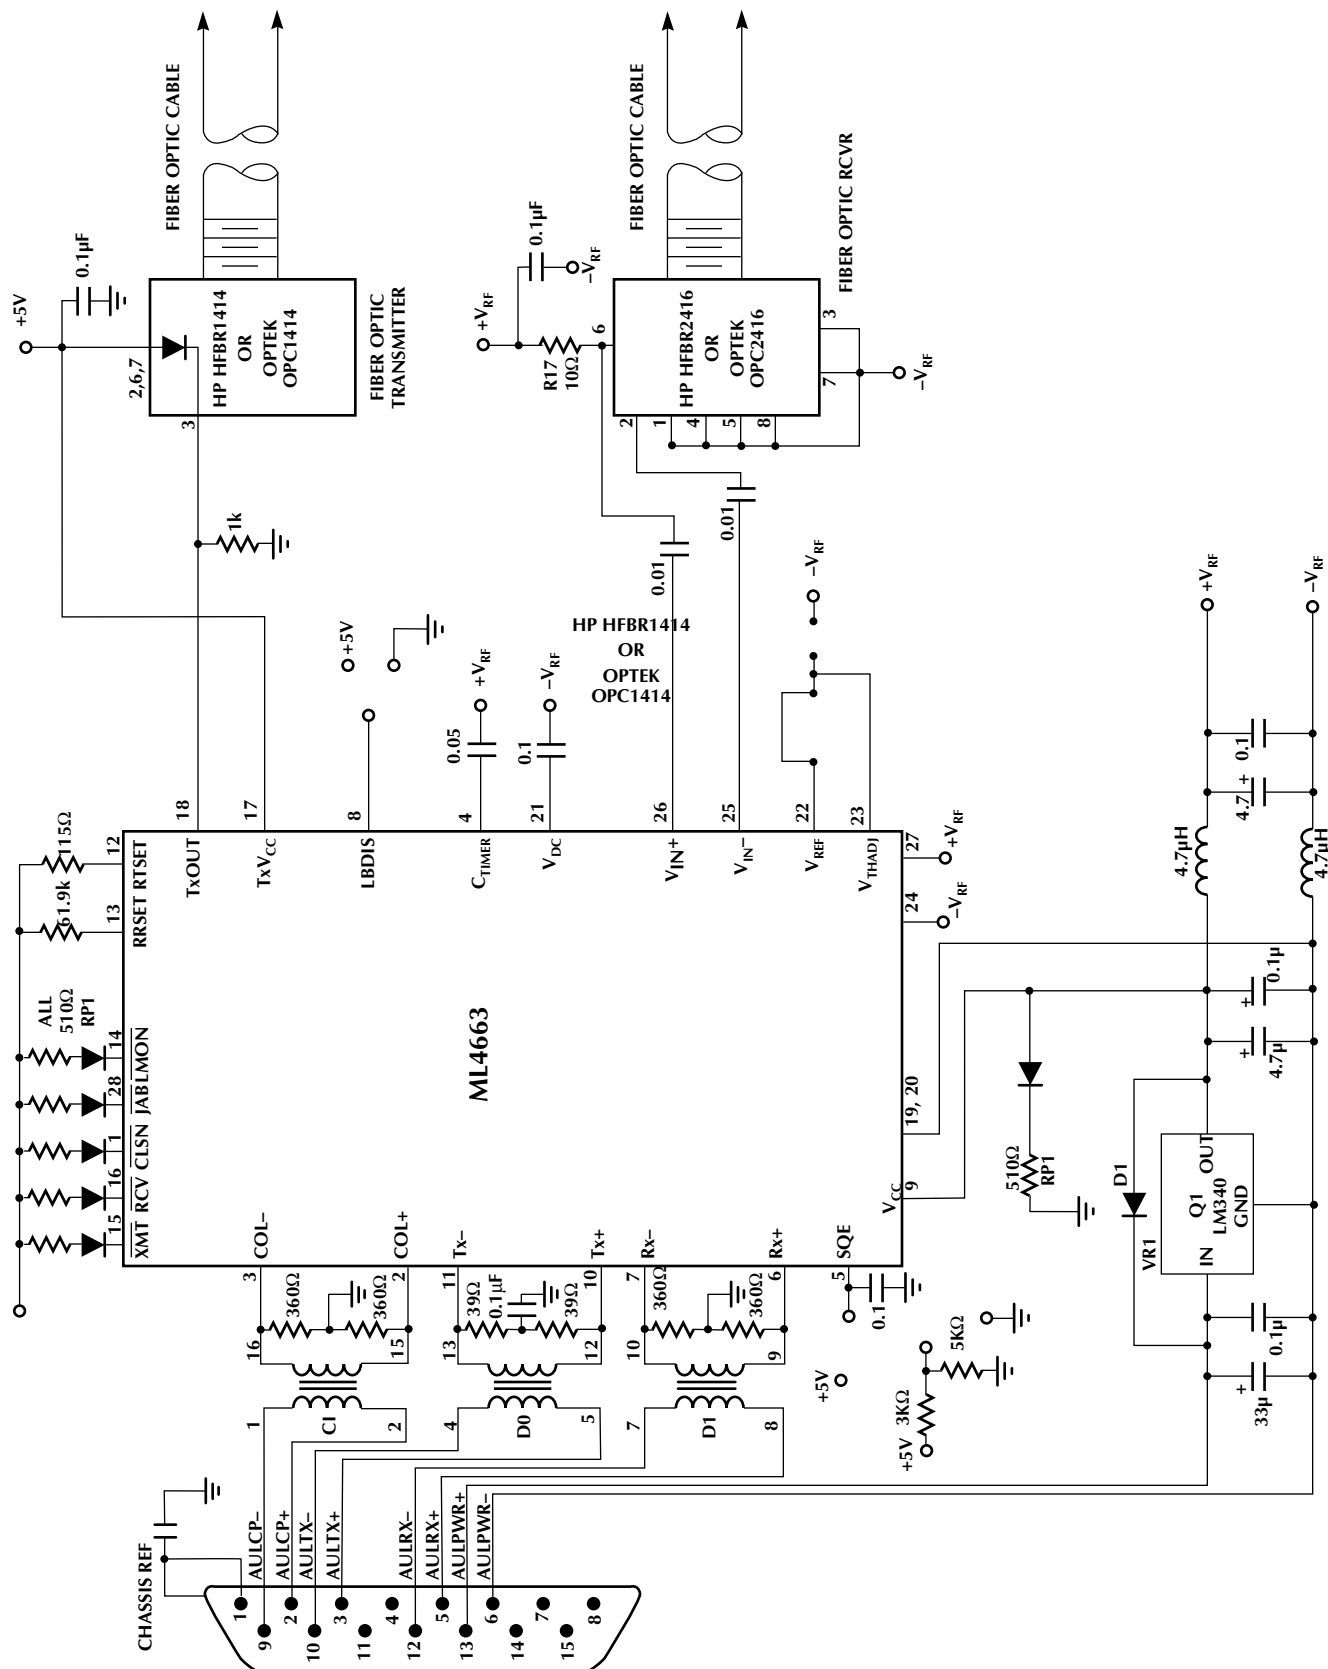 CHASSIS REF
1
2
3
4
5
6
7
8
9
10
11
12
13
14
15
AULCP–
AULCP+
AULTX–
AULTX+
AULRX–
AULRX+
AULPWR+
AULPWR–
1
CI
2
4
D0
5
7
D1
8
16
15
13
12
10
9
360Ω
360Ω
39Ω
0.1µF
39Ω
360Ω
360Ω
3
2
11
10
7
6
5
COL–
COL+
Tx–
Tx+
Rx–
Rx+
SQE
0.1
+5V
+5V
3KΩ
5KΩ
ML4663
15
16
1
28
14
13
12
XMT
RCV
CLSN
JABLMON
RRSET
RTSET
ALL
510Ω
RP1
61.9k
115Ω
VCC
9
19, 20
24
27
–VRF
+VRF
510Ω
RP1
TxOUT
18
TxVCC
17
LBDIS
8
CTIMER
4
VDC
21
VIN+
26
VIN–
25
VREF
22
VTHADJ
23
+5V
0.05
+VRF
0.1
–VRF
0.01
0.01
HP HFBR1414
OR
OPTEK
OPC1414
–VRF
1k
+5V
0.1µF
2,6,7
3
HP HFBR1414
OR
OPTEK
OPC1414
FIBER OPTIC
TRANSMITTER
FIBER OPTIC CABLE
+VRF
0.1µF
–VRF
R17
10Ω
6
2
1
4
5
8
7
3
HP HFBR2416
OR
OPTEK
OPC2416
FIBER OPTIC RCVR
FIBER OPTIC CABLE
–VRF
33µ
+
0.1µ
VR1
D1
IN
Q1
LM340
GND
OUT
4.7µ
+
0.1µ
+
4.7µH
4.7µH
4.7
+
0.1
+VRF
–VRF